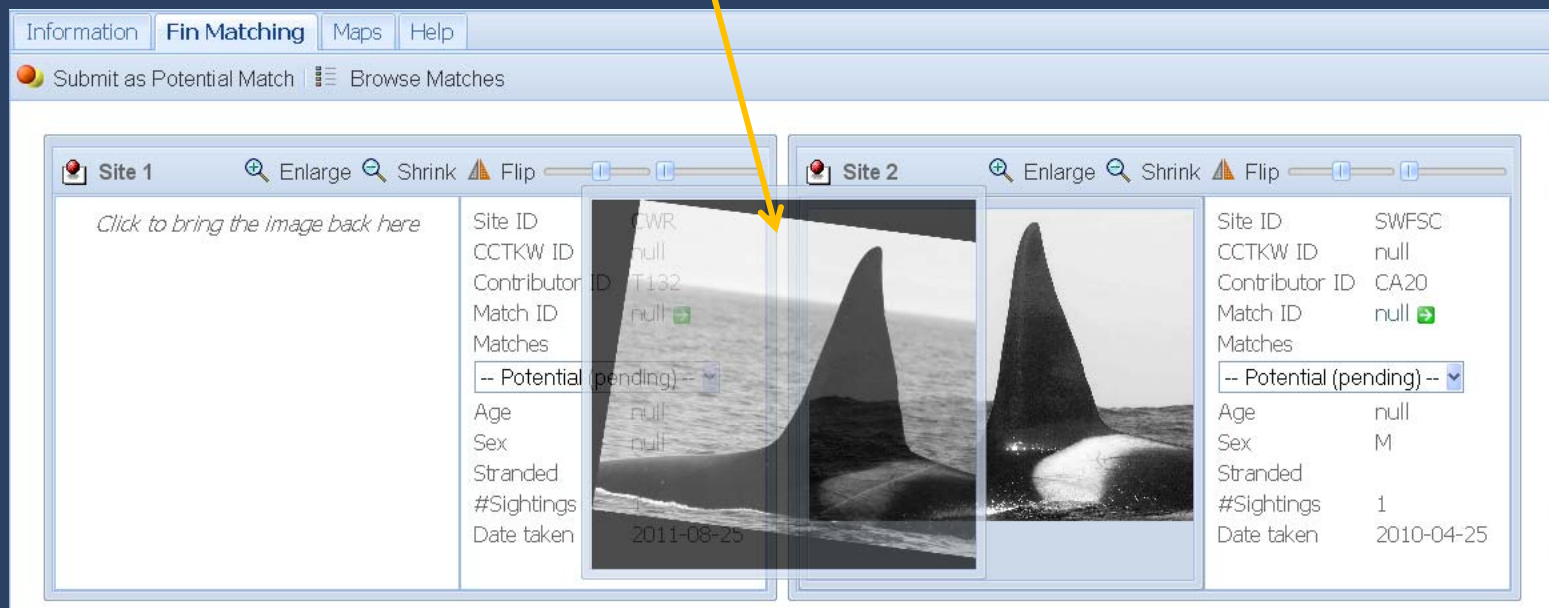 Information Fin Matching Maps Help
Submit as Potential Match Browse Matches
Site 1 Enlarge Shrink Flip
Click to bring the image back here
Site ID CWR
CCTKW ID null
Contributor ID T132
Match ID null
Matches
-- Potential (pending) --
Age null
Sex null
Stranded
#Sightings 1
Date taken 2011-08-25
Site 2 Enlarge Shrink Flip
Site ID SWFSC
CCTKW ID null
Contributor ID CA20
Match ID null
Matches
-- Potential (pending) --
Age null
Sex M
Stranded
#Sightings 1
Date taken 2010-04-25